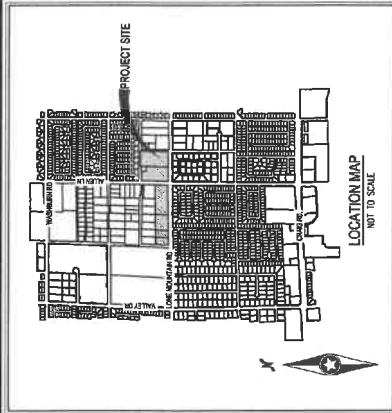 PROJECT SITE
WASHBURN RD
ALLEN LN
LONE MOUNTAIN RD
VALLEY DR
CRAIG RD.
LOCATION MAP
NOT TO SCALE